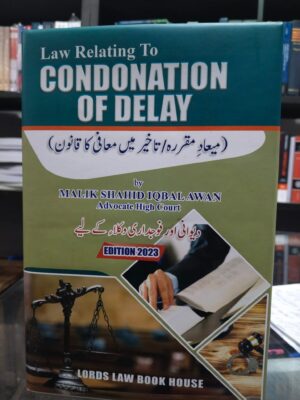 Law Relating To
CONDONATION
OF DELAY
(میعادِ مقررہ/تاخیر میں معافی کا قانون)
by
MALIK SHAHID IQBAL AWAN
Advocate High Court
دیوانی اور فوجداری وکلاء کے لیے
EDITION 2023
LORDS LAW BOOK HOUSE